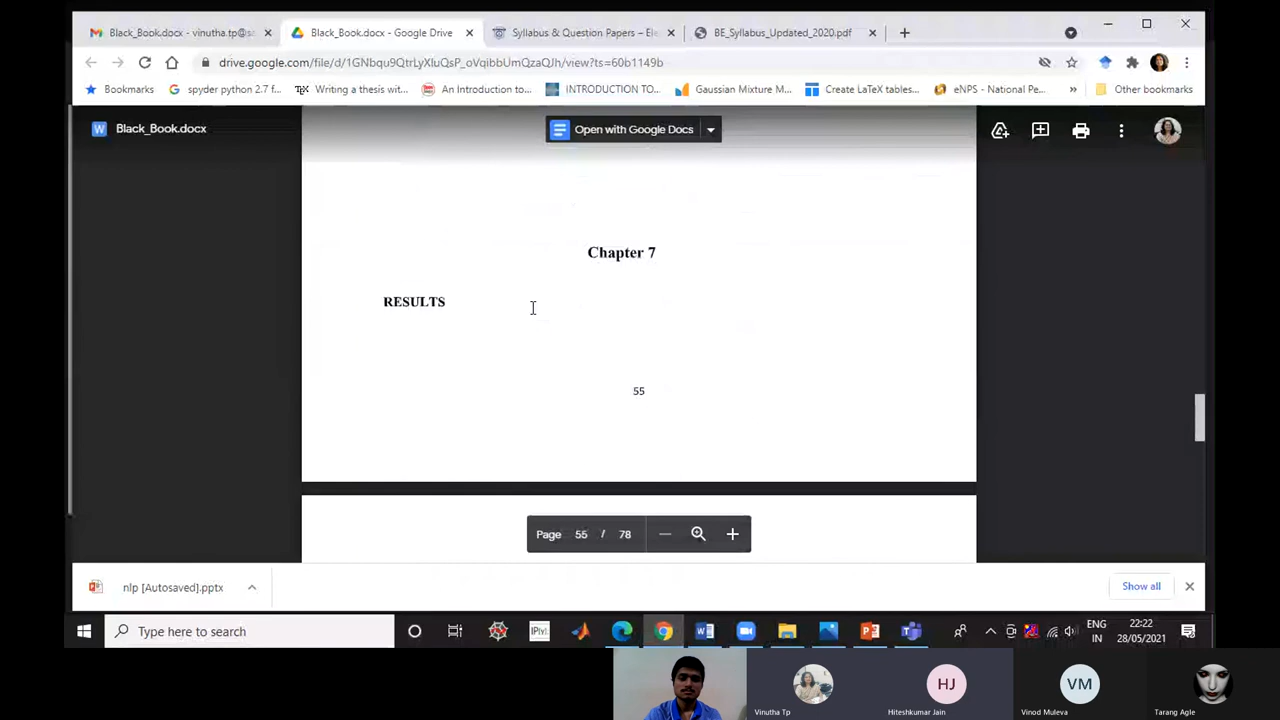 Black_Book.docx - vinutha.tp@sa
Black_Book.docx - Google Drive
Syllabus & Question Papers – Ele
BE_Syllabus_Updated_2020.pdf
drive.google.com/file/d/1GNbqu9QtrLyXluQsP_oVqibbUmQzaQJh/view?ts=60b1149b
Bookmarks
spyder python 2.7 f...
Writing a thesis wit...
An Introduction to...
INTRODUCTION TO...
Gaussian Mixture M...
Create LaTeX tables...
eNPS - National Pe...
»
Other bookmarks
W Black_Book.docx
Open with Google Docs
Chapter 7
RESULTS
55
Page 55 / 78
nlp [Autosaved].pptx
Show all
Type here to search
IP[y]:
ENG
IN
22:22
28/05/2021
HJ
VM
Vinutha Tp
Hiteshkumar Jain
Vinod Muleva
Tarang Agle